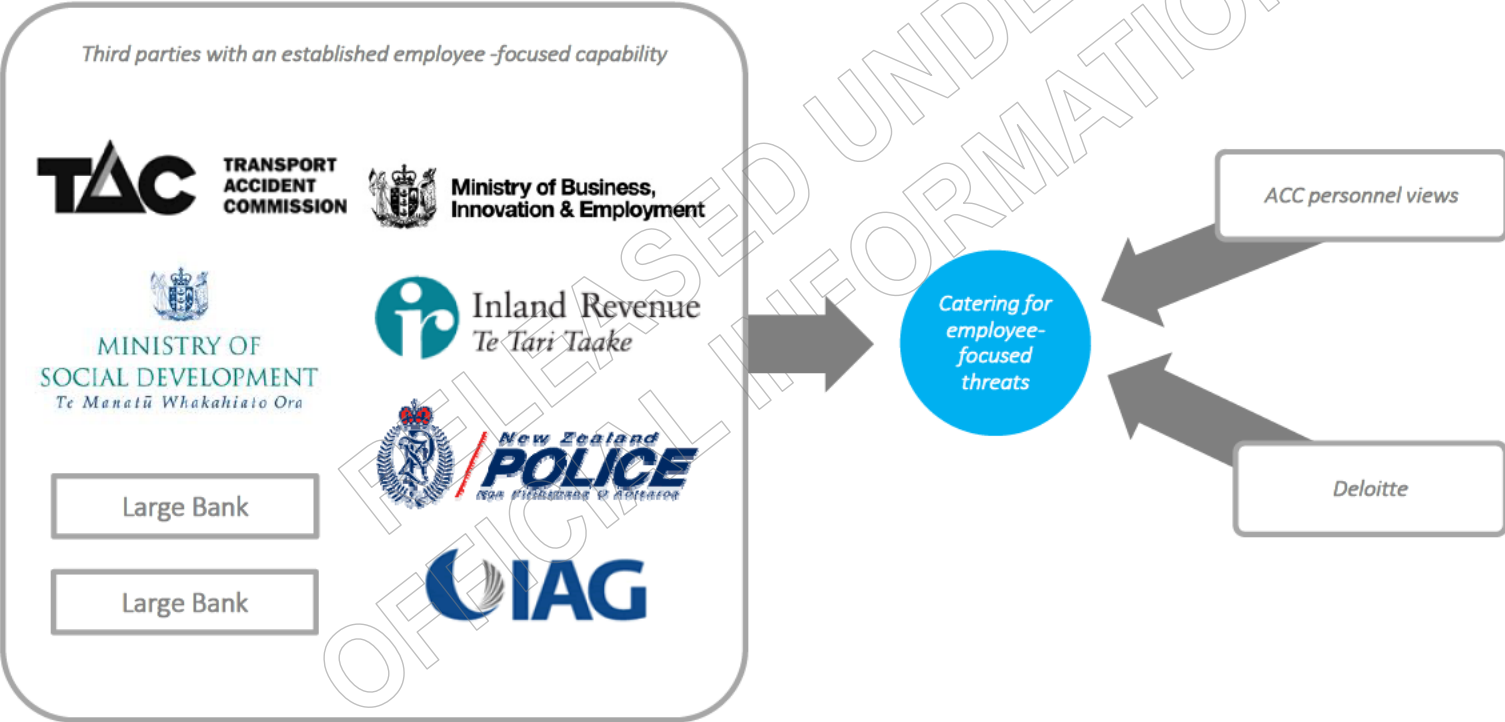 Third parties with an established employee -focused capability
TAC
TRANSPORT
ACCIDENT
COMMISSION
Ministry of Business,
Innovation & Employment
MINISTRY OF
SOCIAL DEVELOPMENT
Te Manatū Whakahiato Ora
ir
Inland Revenue
Te Tari Taake
New Zealand
POLICE
Large Bank
Large Bank
IAG
Catering for
employee-
focused
threats
ACC personnel views
Deloitte
RELEASED UNDER
OFFICIAL INFORMATION